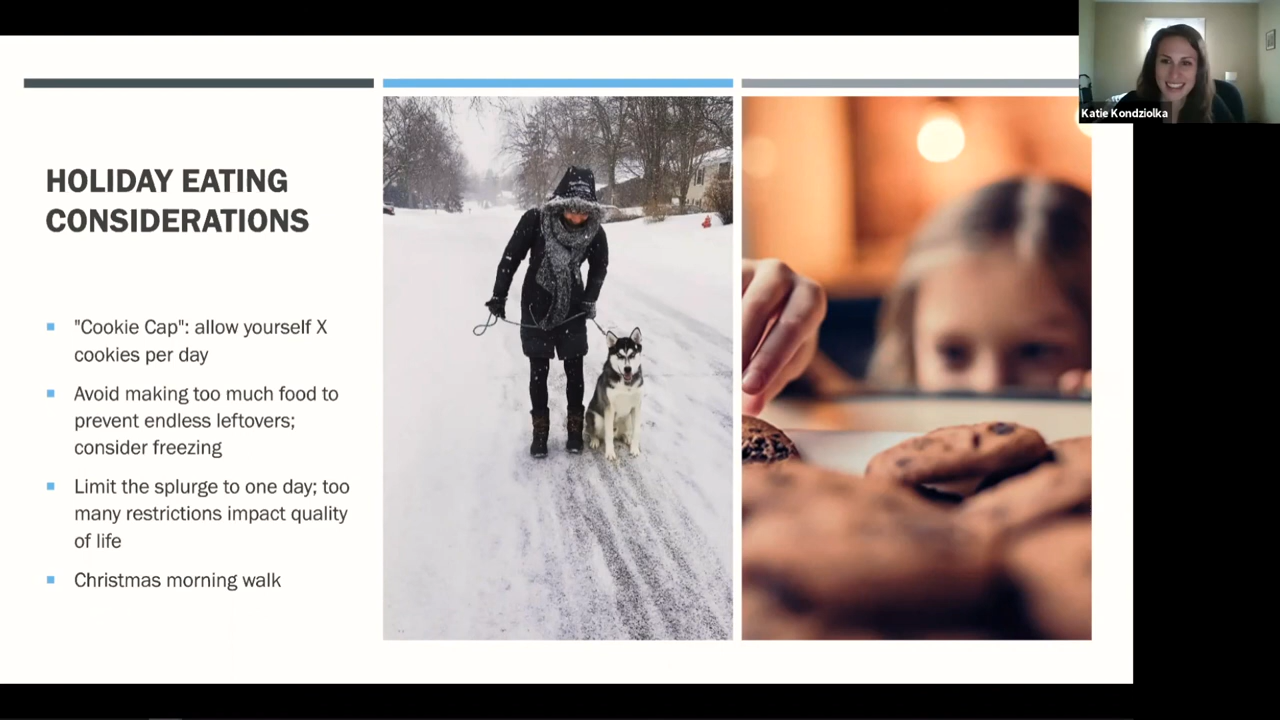 Katie Kondziolka
HOLIDAY EATING
CONSIDERATIONS
"Cookie Cap": allow yourself X
cookies per day
Avoid making too much food to
prevent endless leftovers;
consider freezing
Limit the splurge to one day; too
many restrictions impact quality
of life
Christmas morning walk